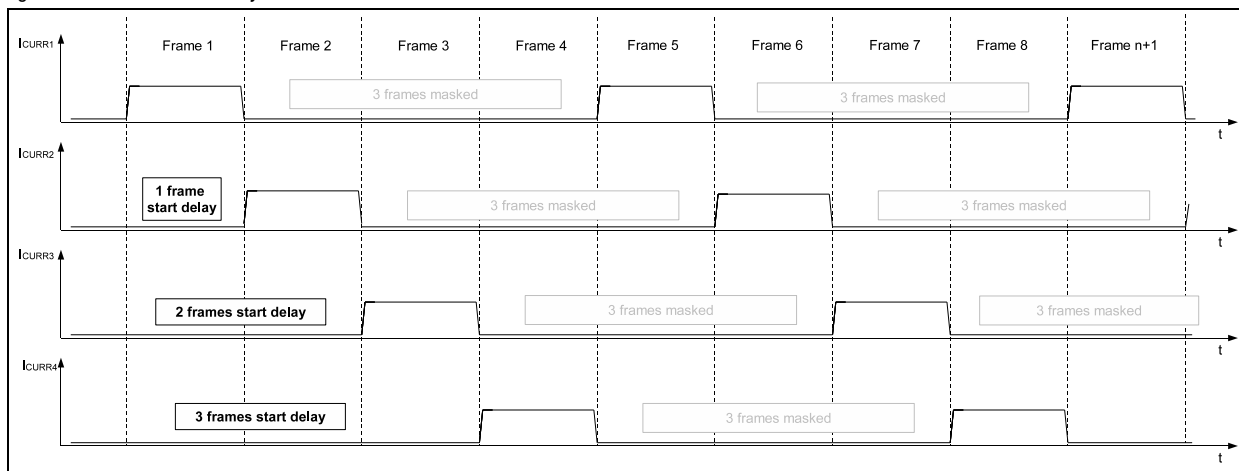 Frame 1 Frame 2 Frame 3 Frame 4 Frame 5 Frame 6 Frame 7 Frame 8 Frame n+1
ICURR1
3 frames masked 3 frames masked
t
ICURR2
1 frame
start delay
3 frames masked 3 frames masked
t
ICURR3
2 frames start delay 3 frames masked 3 frames masked
t
ICURR4
3 frames start delay 3 frames masked
t